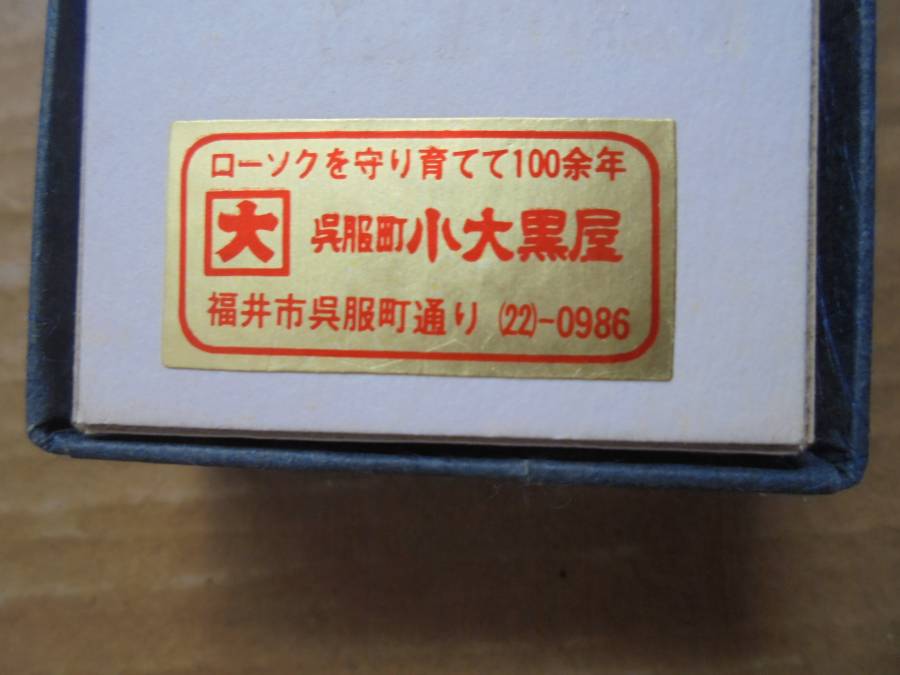 ローソクを守り育てて100余年
大 呉服町 小大黒屋
福井市呉服町通り (22)-0986